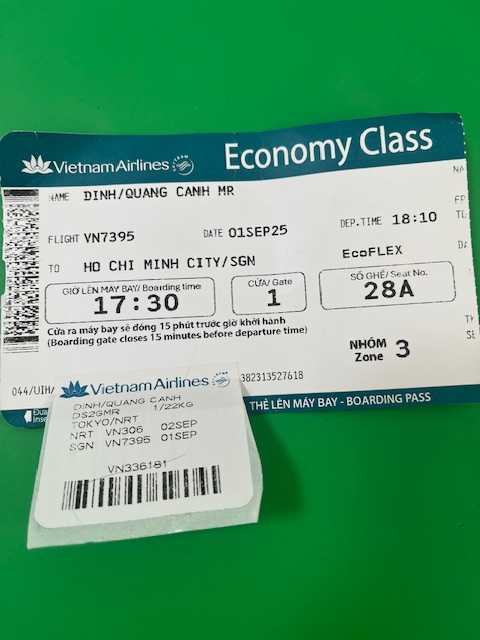 Vietnam Airlines
Economy Class
NAME DINH/QUANG CANH MR
FLIGHT VN7395 DATE 01SEP25 DEP.TIME 18:10
TO HO CHI MINH CITY/SGN EcoFLEX
GIỜ LÊN MÁY BAY/ Boarding time
17:30
CỬA/ Gate
1
SỐ GHẾ/Seat No.
28A
Cửa ra máy bay sẽ đóng 15 phút trước giờ khởi hành
(Boarding gate closes 15 minutes before departure time)
NHÓM
Zone 3
044/UIH/
382313527618
THẺ LÊN MÁY BAY - BOARDING PASS
Vietnam Airlines
DINH/QUANG CANH
DS2GMR 1/22KG
TOKYO/NRT
NRT VN306 02SEP
SGN VN7395 01SEP
VN336181